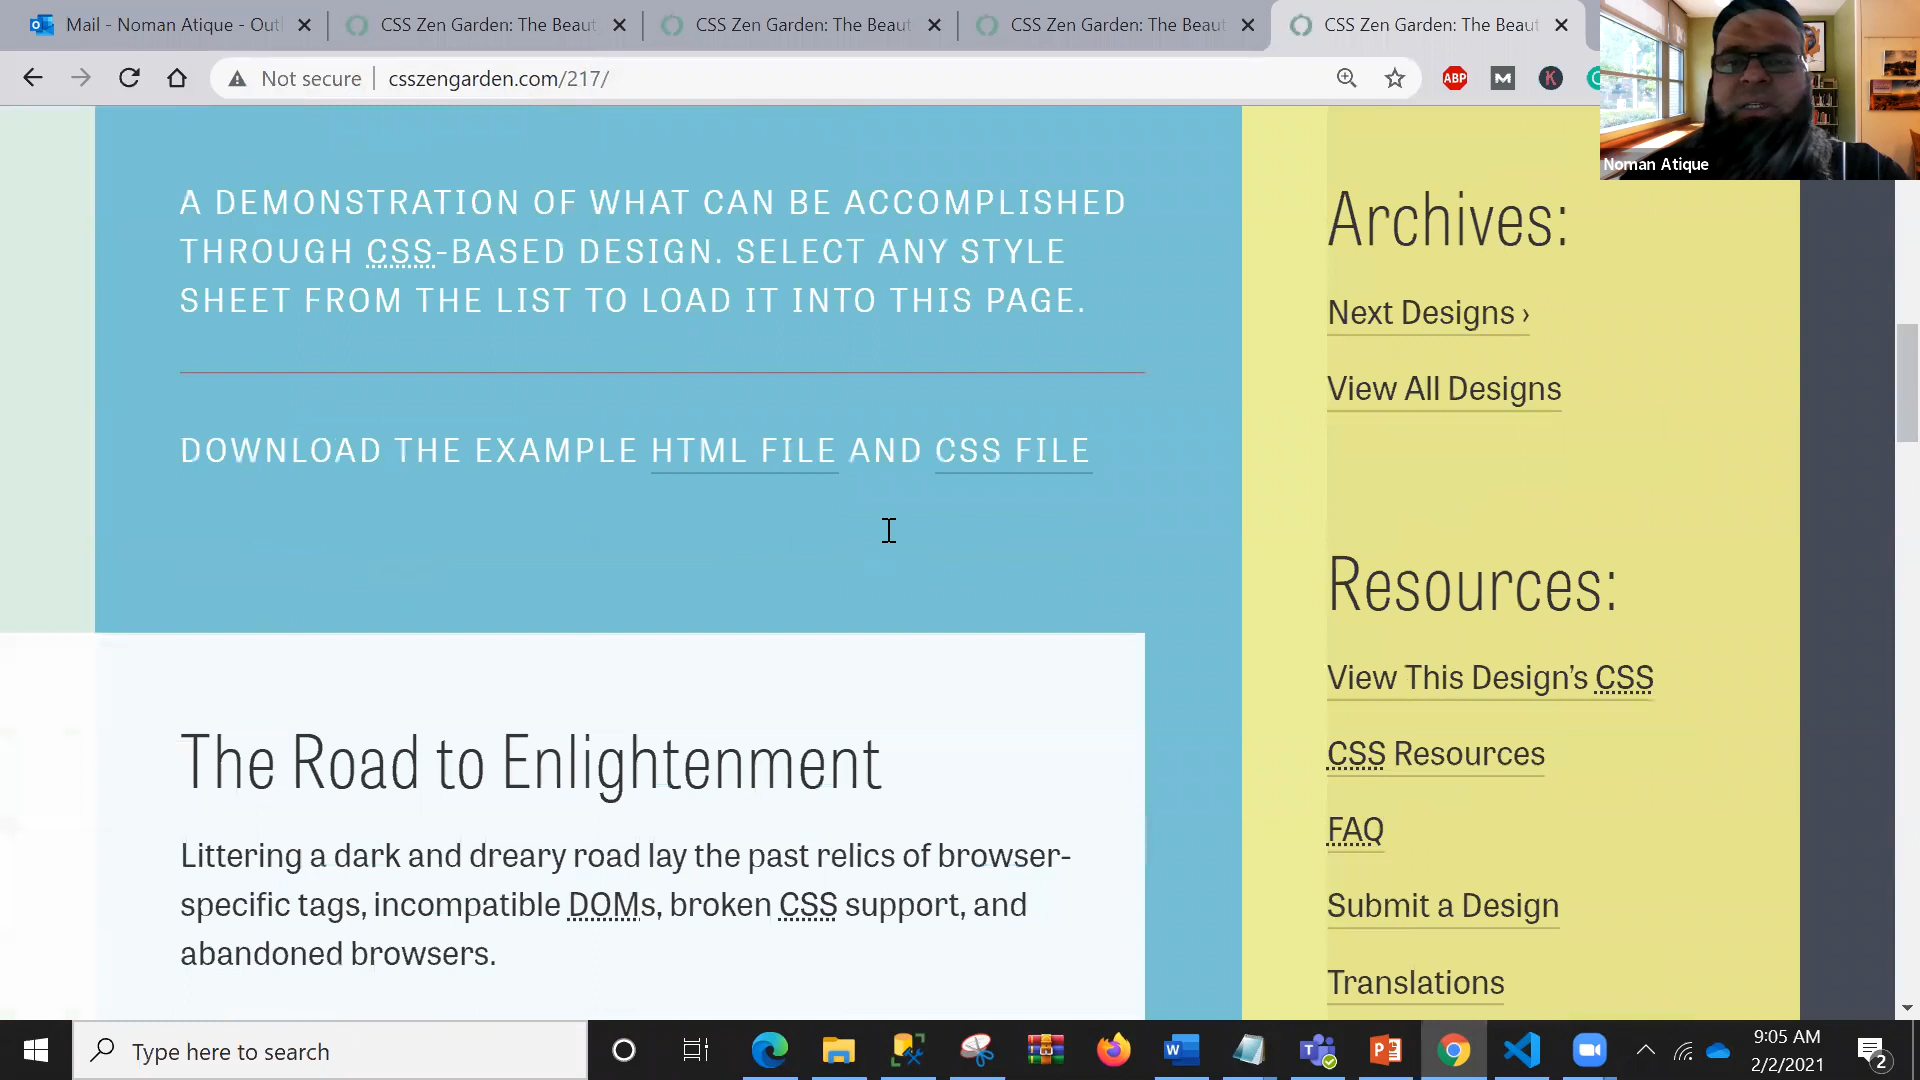 Mail - Noman Atique - Outl
CSS Zen Garden: The Beaut
CSS Zen Garden: The Beaut
CSS Zen Garden: The Beaut
CSS Zen Garden: The Beaut
Not secure
csszengarden.com/217/
ABP
M
K
Noman Atique
A DEMONSTRATION OF WHAT CAN BE ACCOMPLISHED
THROUGH CSS-BASED DESIGN. SELECT ANY STYLE
SHEET FROM THE LIST TO LOAD IT INTO THIS PAGE.
DOWNLOAD THE EXAMPLE HTML FILE AND CSS FILE
The Road to Enlightenment
Littering a dark and dreary road lay the past relics of browser-
specific tags, incompatible DOMs, broken CSS support, and
abandoned browsers.
Archives:
Next Designs ›
View All Designs
Resources:
View This Design’s CSS
CSS Resources
FAQ
Submit a Design
Translations
Type here to search
9:05 AM
2/2/2021
2